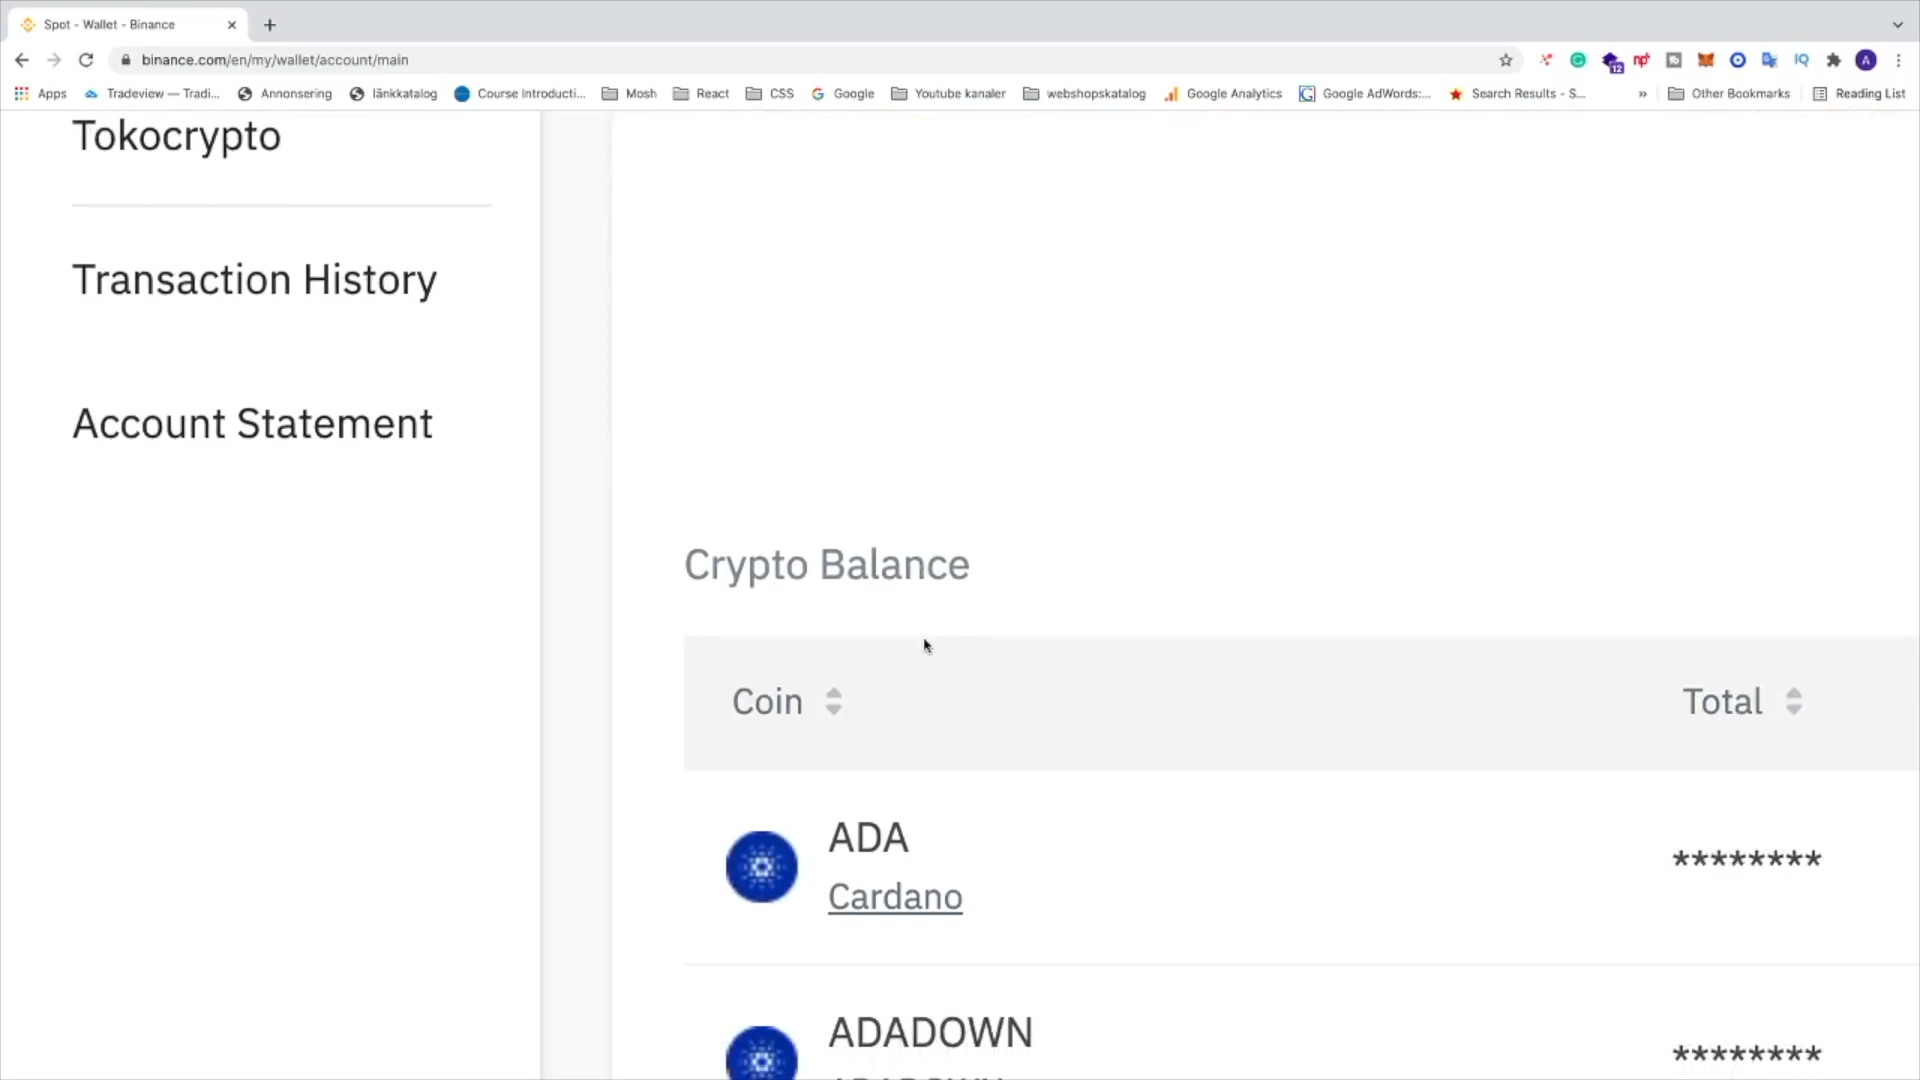 Spot - Wallet - Binance
binance.com/en/my/wallet/account/main
12
A
Apps
Tradeview — Tradi...
Annonsering
länkkatalog
Course Introducti...
Mosh
React
CSS
Google
Youtube kanaler
webshopskatalog
Google Analytics
Google AdWords:...
Search Results - S...
Other Bookmarks
Reading List
Tokocrypto
Transaction History
Account Statement
Crypto Balance
Coin
Total
ADA
********
Cardano
ADADOWN
********